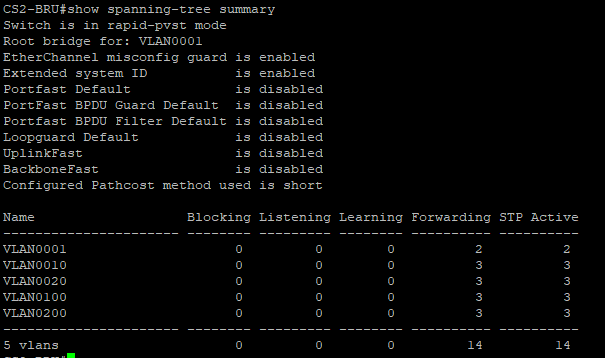 CS2-BRU#show spanning-tree summary
Switch is in rapid-pvst mode
Root bridge for: VLAN0001
EtherChannel misconfig guard is enabled
Extended system ID           is enabled
Portfast Default             is disabled
PortFast BPDU Guard Default  is disabled
Portfast BPDU Filter Default is disabled
Loopguard Default            is disabled
UplinkFast                   is disabled
BackboneFast                 is disabled
Configured Pathcost method used is short
Name                   Blocking Listening Learning Forwarding STP Active
---------------------- -------- --------- -------- ---------- ----------
VLAN0001                     0         0        0          2          2
VLAN0010                     0         0        0          3          3
VLAN0020                     0         0        0          3          3
VLAN0100                     0         0        0          3          3
VLAN0200                     0         0        0          3          3
---------------------- -------- --------- -------- ---------- ----------
5 vlans                      0         0        0         14         14